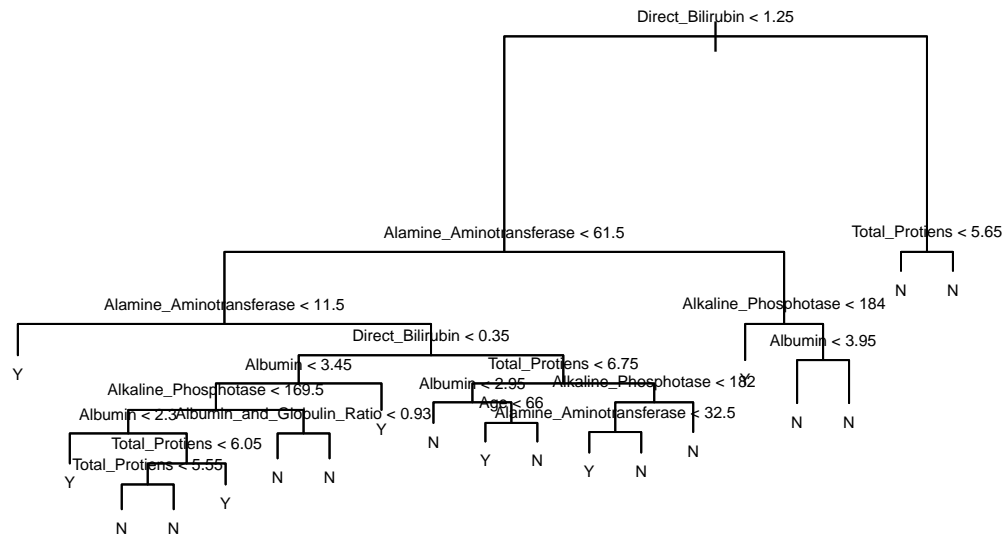 Direct_Bilirubin < 1.25
Alamine_Aminotransferase < 61.5
Total_Protiens < 5.65
N
N
Alamine_Aminotransferase < 11.5
Alkaline_Phosphotase < 184
Y
Direct_Bilirubin < 0.35
Y
Albumin < 3.95
N
N
Albumin < 3.45
Total_Protiens < 6.75
Alkaline_Phosphotase < 169.5
Y
Albumin < 2.95
Alkaline_Phosphotase < 182
Albumin < 2.3
Albumin_and_Globulin_Ratio < 0.93
N
Age < 66
Y
N
Alamine_Aminotransferase < 32.5
Y
N
N
Y
Total_Protiens < 6.05
N
N
Total_Protiens < 5.55
Y
N
N